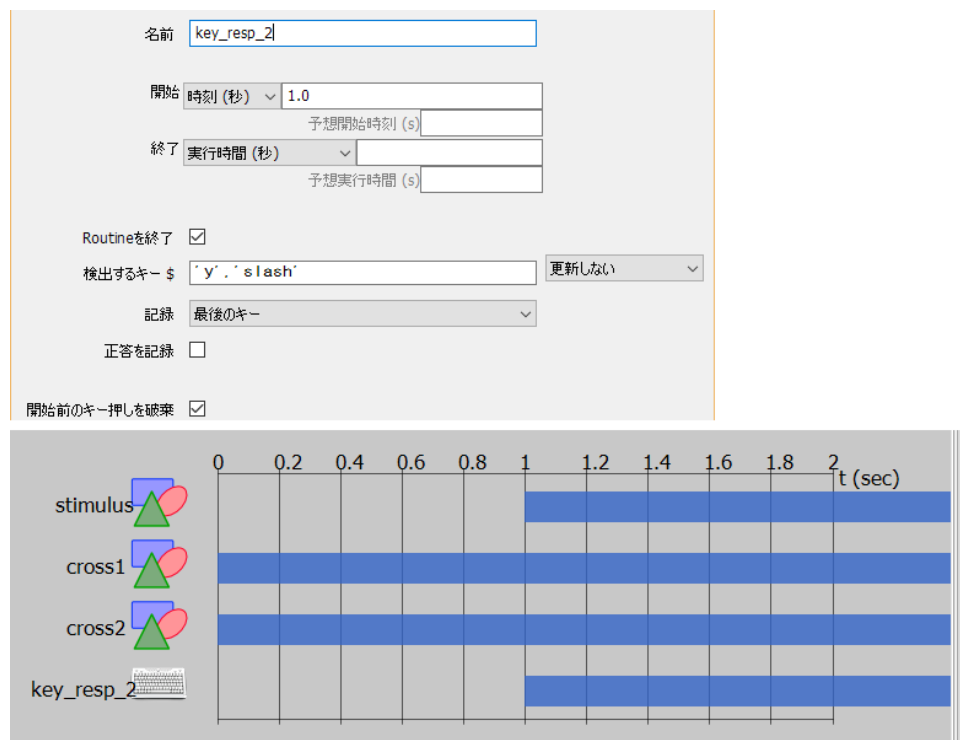 名前 key_resp_2
開始 時刻 (秒) 1.0
予想開始時刻 (s)
終了 実行時間 (秒)
予想実行時間 (s)
Routineを終了
検出するキー $ 'y','slash' 更新しない
記録 最後のキー
正答を記録
開始前のキー押しを破棄
0 0.2 0.4 0.6 0.8 1 1.2 1.4 1.6 1.8 2
t (sec)
stimulus
cross1
cross2
key_resp_2